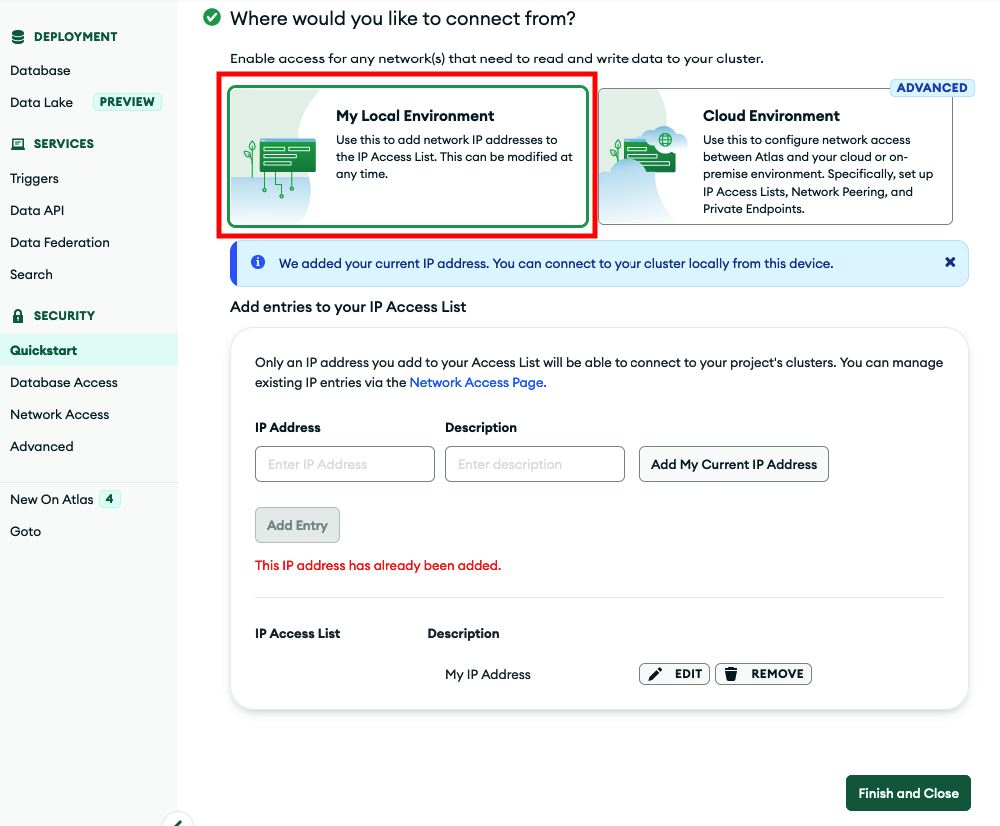 DEPLOYMENT
Database
Data Lake PREVIEW
SERVICES
Triggers
Data API
Data Federation
Search
SECURITY
Quickstart
Database Access
Network Access
Advanced
New On Atlas 4
Goto
Where would you like to connect from?
Enable access for any network(s) that need to read and write data to your cluster.
My Local Environment
Use this to add network IP addresses to
the IP Access List. This can be modified at
any time.
ADVANCED
Cloud Environment
Use this to configure network access
between Atlas and your cloud or on-
premise environment. Specifically, set up
IP Access Lists, Network Peering, and
Private Endpoints.
We added your current IP address. You can connect to your cluster locally from this device.
Add entries to your IP Access List
Only an IP address you add to your Access List will be able to connect to your project's clusters. You can manage
existing IP entries via the Network Access Page.
IP Address Description
Enter IP Address Enter description Add My Current IP Address
Add Entry
This IP address has already been added.
IP Access List Description
My IP Address EDIT REMOVE
Finish and Close